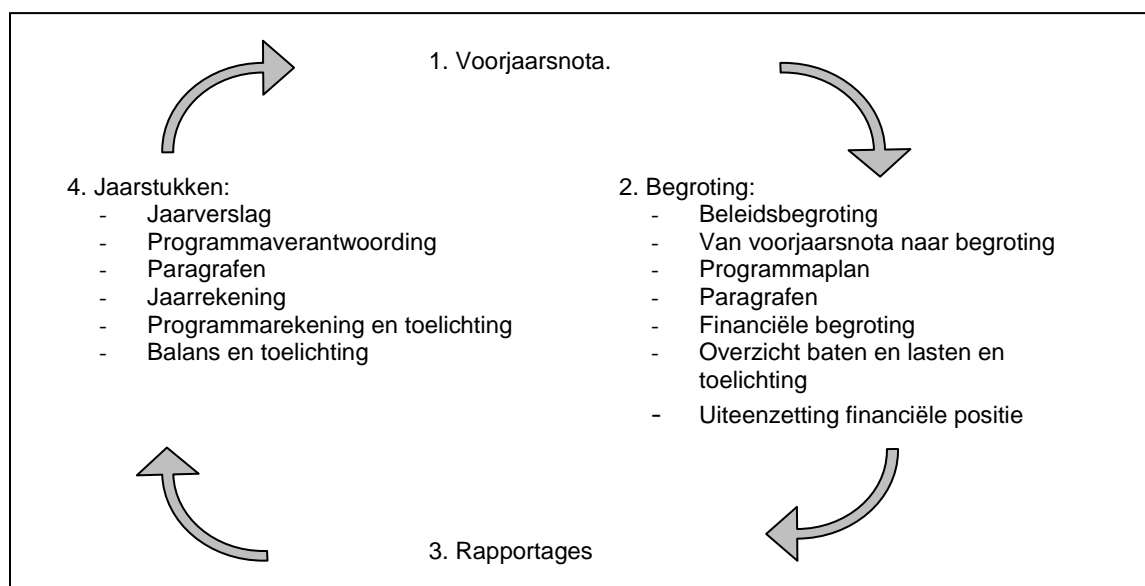 1. Voorjaarsnota.
2. Begroting:
- Beleidsbegroting
- Van voorjaarsnota naar begroting
- Programmaplan
- Paragrafen
- Financiële begroting
- Overzicht baten en lasten en
toelichting
- Uiteenzetting financiële positie
3. Rapportages
4. Jaarstukken:
- Jaarverslag
- Programmaverantwoording
- Paragrafen
- Jaarrekening
- Programmarekening en toelichting
- Balans en toelichting